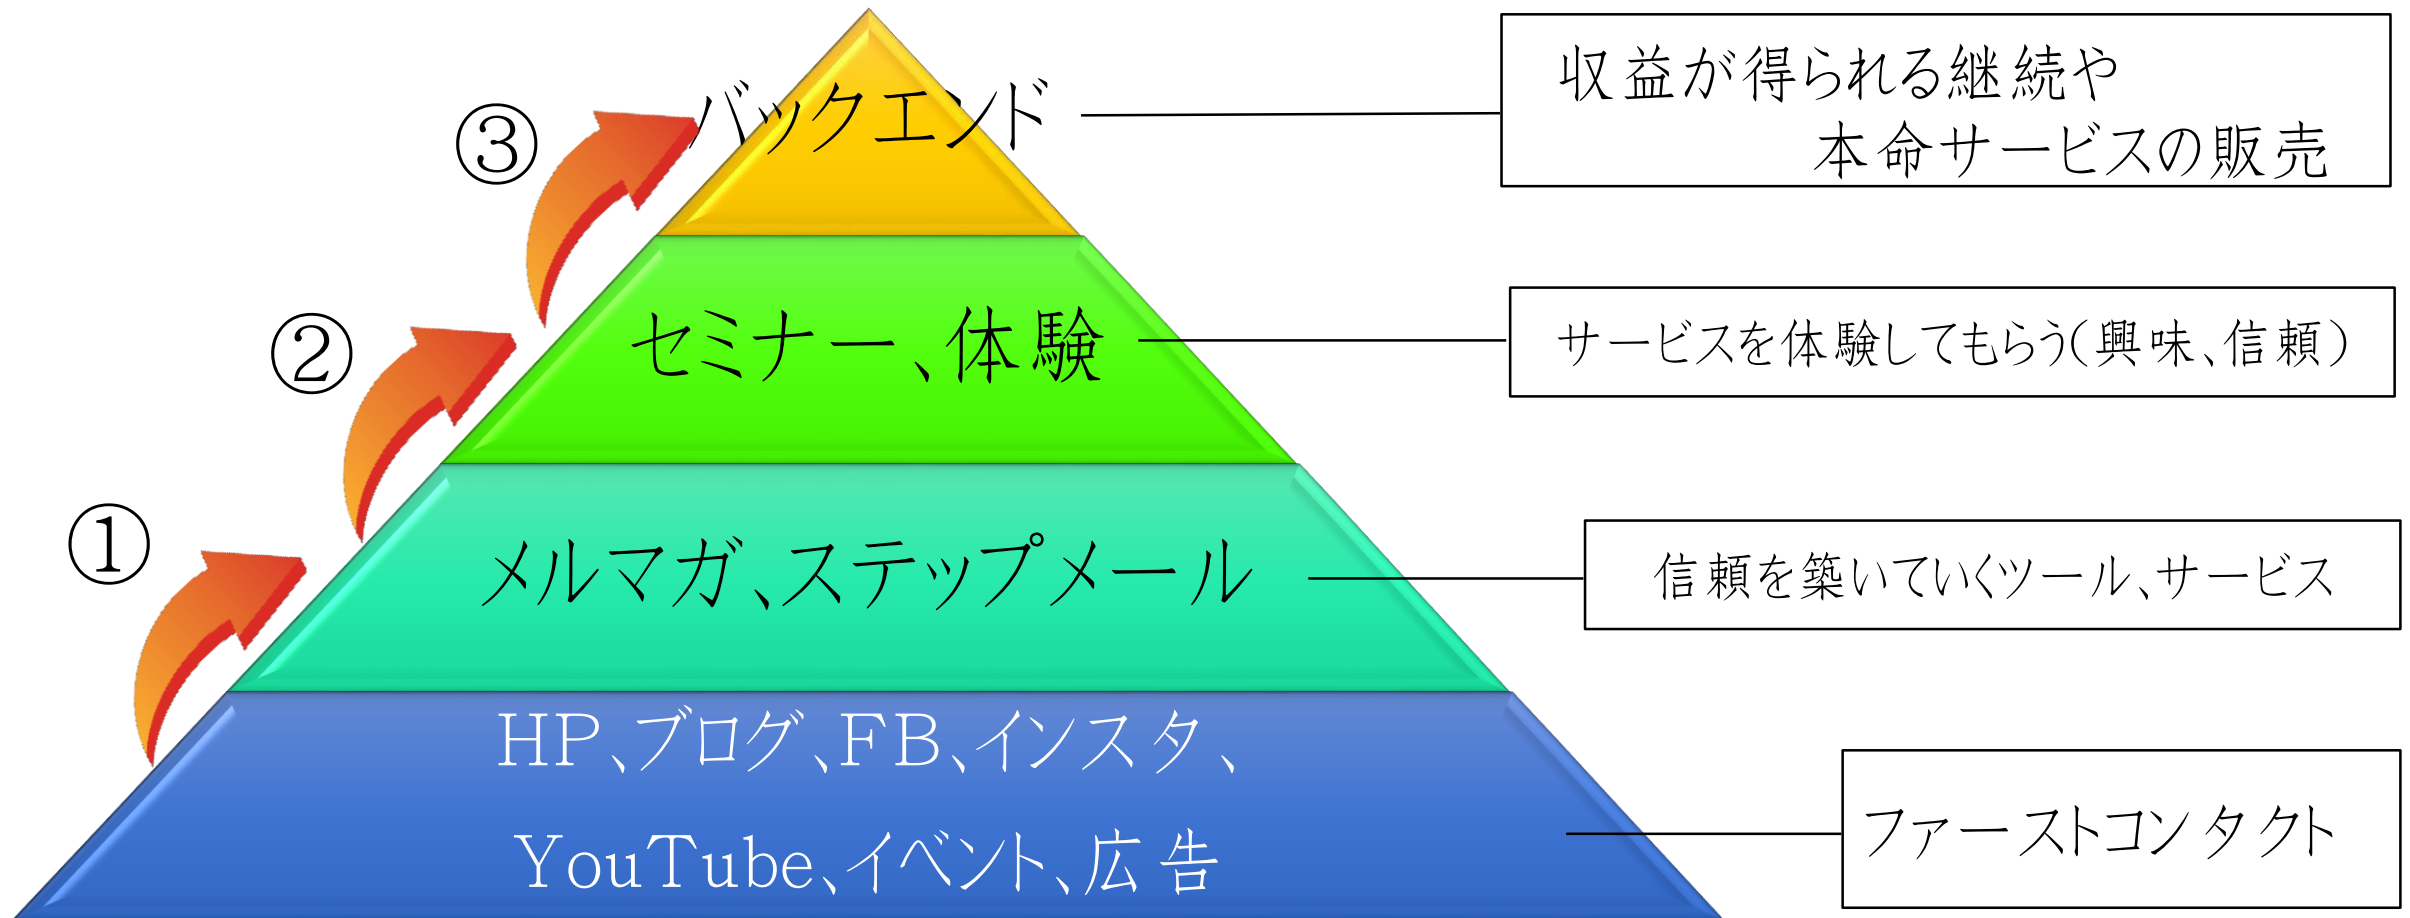 バックエンド
収益が得られる継続や
本命サービスの販売
③
セミナー、体験
サービスを体験してもらう(興味、信頼)
②
メルマガ、ステップメール
信頼を築いていくツール、サービス
①
HP、ブログ、FB、インスタ、
YouTube、イベント、広告
ファーストコンタクト